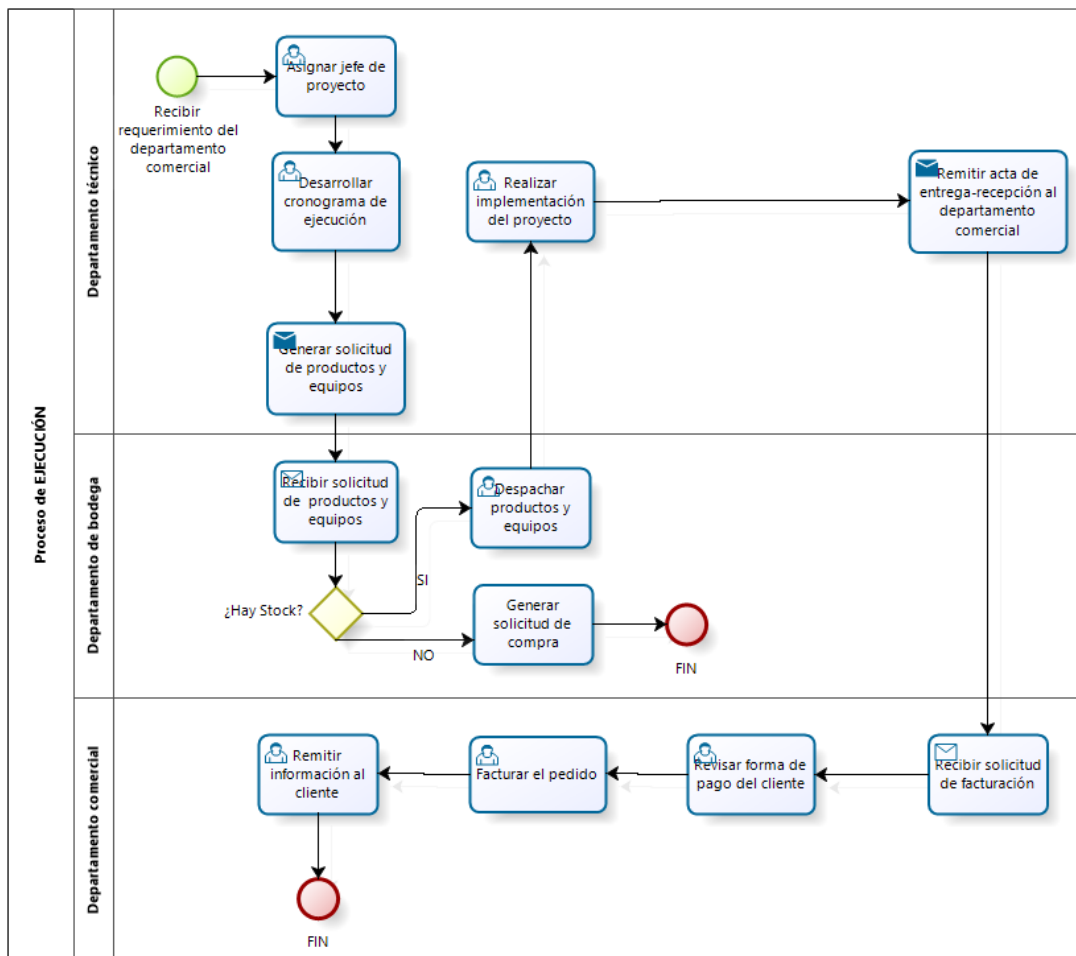 Proceso de EJECUCIÓN
Departamento técnico
Recibir
requerimiento del
departamento
comercial
Asignar jefe de
proyecto
Desarrollar
cronograma de
ejecución
Generar solicitud
de productos y
equipos
Realizar
implementación
del proyecto
Remitir acta de
entrega-recepción al
departamento
comercial
Departamento de bodega
Recibir solicitud
de productos y
equipos
¿Hay Stock?
SI
NO
Despachar
productos y
equipos
Generar
solicitud de
compra
FIN
Departamento comercial
Recibir solicitud
de facturación
Revisar forma de
pago del cliente
Facturar el pedido
Remitir
información al
cliente
FIN